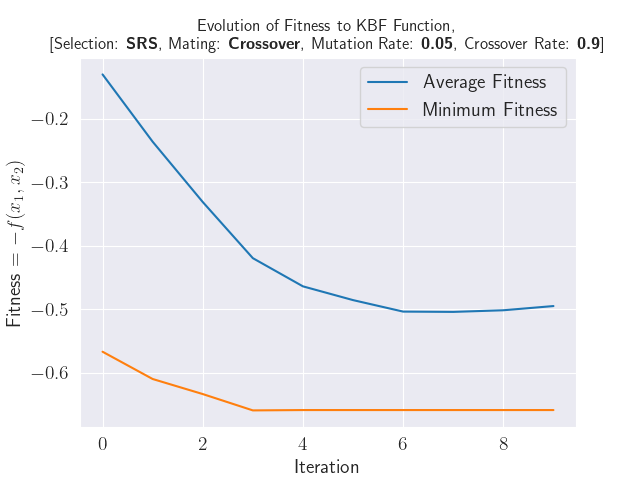 Evolution of Fitness to KBF Function,
[Selection: SRS, Mating: Crossover, Mutation Rate: 0.05, Crossover Rate: 0.9]
Average Fitness
Minimum Fitness
Fitness = −f(x₁, x₂)
−0.2
−0.3
−0.4
−0.5
−0.6
0 2 4 6 8
Iteration